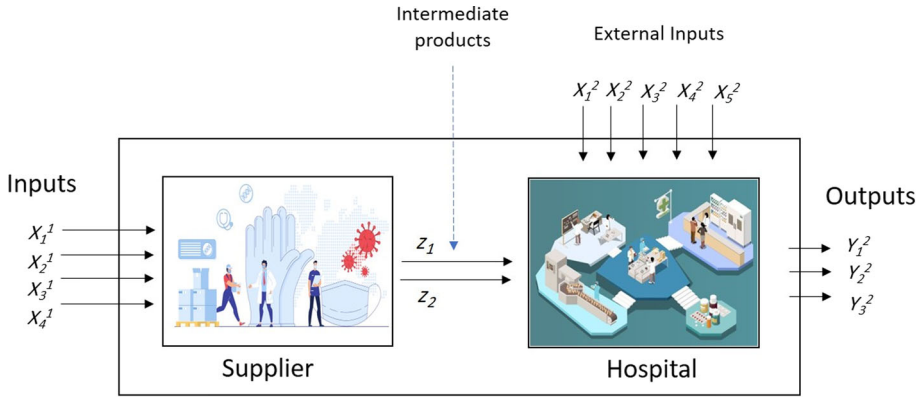 Intermediate
products
External Inputs
X₁² X₂² X₃² X₄² X₅²
Inputs
X₁¹
X₂¹
X₃¹
X₄¹
z₁
z₂
Outputs
Y₁²
Y₂²
Y₃²
Supplier
Hospital